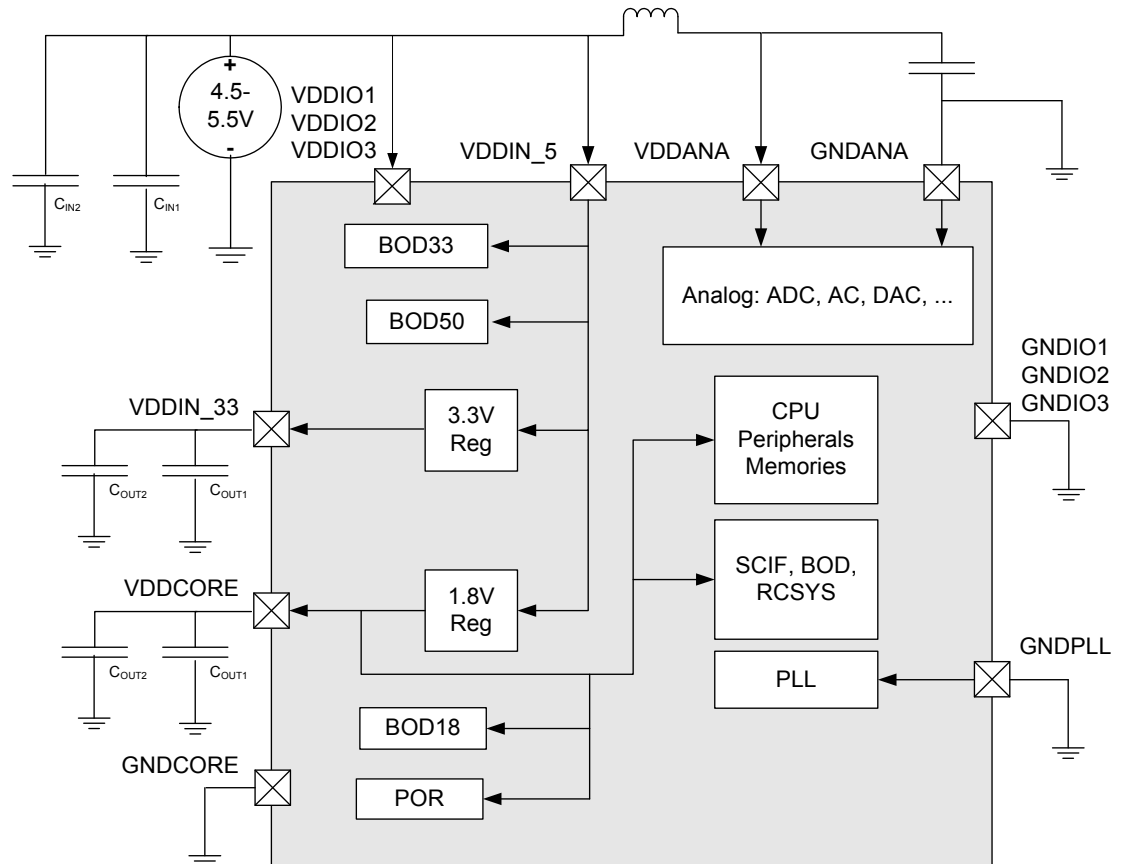 +
4.5-
5.5V
-
VDDIO1
VDDIO2
VDDIO3
VDDIN_5
VDDANA
GNDANA
CIN2
CIN1
BOD33
BOD50
Analog: ADC, AC, DAC, ...
GNDIO1
GNDIO2
GNDIO3
VDDIN_33
3.3V
Reg
CPU
Peripherals
Memories
COUT2
COUT1
VDDCORE
1.8V
Reg
SCIF, BOD,
RCSYS
COUT2
COUT1
GNDPLL
PLL
BOD18
GNDCORE
POR